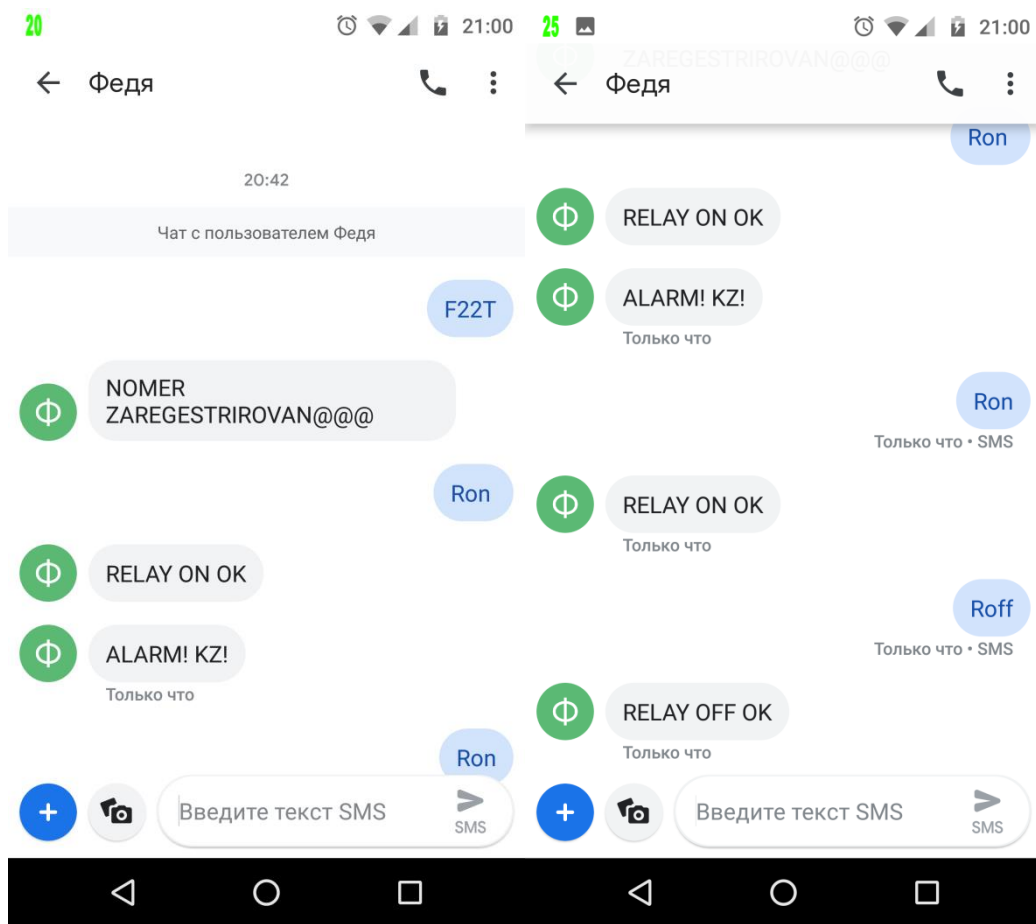 20
21:00
Федя
20:42
Чат с пользователем Федя
F22T
NOMER
ZAREGESTRIROVAN@@@
Ron
Ф
RELAY ON OK
Ф
ALARM! KZ!
Ф
Только что
Ron
Введите текст SMS
SMS
25
21:00
ZAREGESTRIROVAN@@@
Федя
Ron
Ф
RELAY ON OK
Ф
ALARM! KZ!
Только что
Ron
Только что • SMS
Ф
RELAY ON OK
Только что
Roff
Только что • SMS
Ф
RELAY OFF OK
Только что
Введите текст SMS
SMS